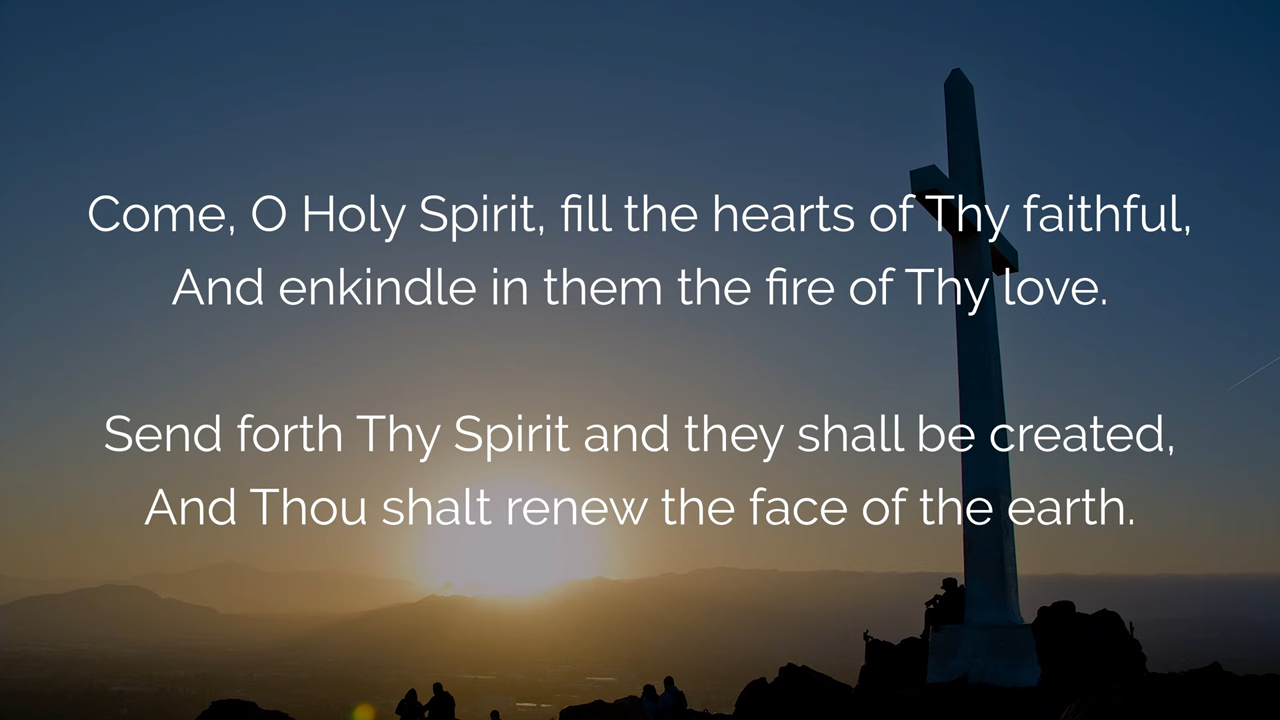 Come, O Holy Spirit, fill the hearts of Thy faithful,
And enkindle in them the fire of Thy love.
Send forth Thy Spirit and they shall be created,
And Thou shalt renew the face of the earth.